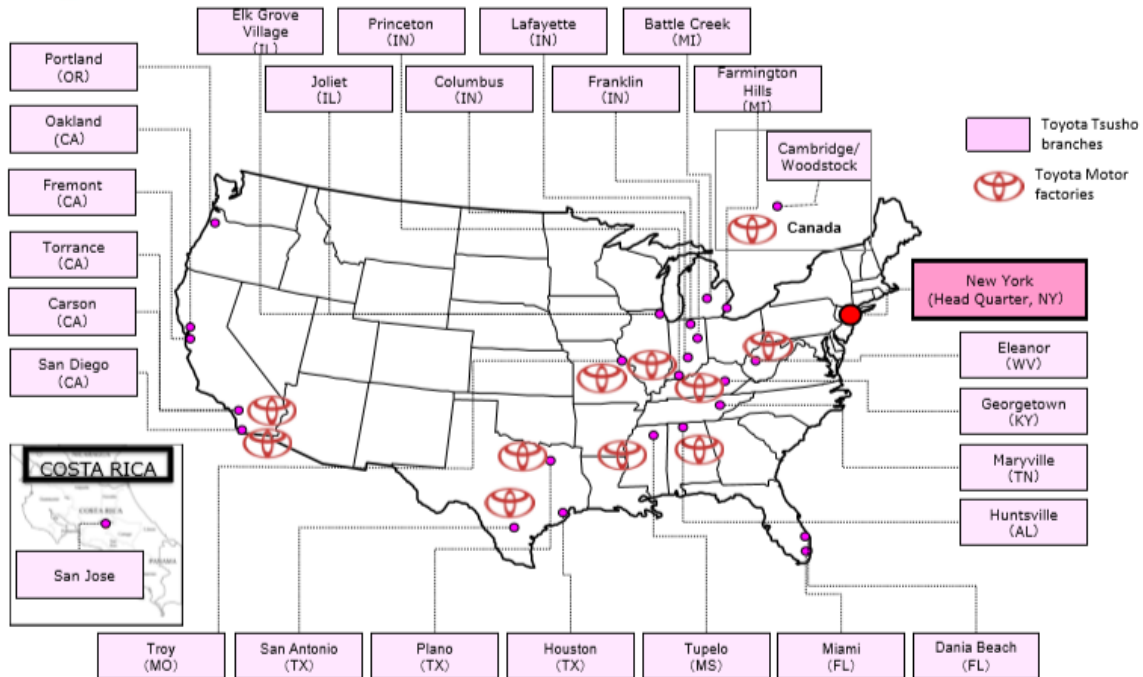 Elk Grove
Village
(IL)
Princeton
(IN)
Lafayette
(IN)
Battle Creek
(MI)
Portland
(OR)
Joliet
(IL)
Columbus
(IN)
Franklin
(IN)
Farmington
Hills
(MI)
Oakland
(CA)
Cambridge/
Woodstock
Toyota Tsusho
branches
Fremont
(CA)
Toyota Motor
factories
Canada
Torrance
(CA)
New York
(Head Quarter, NY)
Carson
(CA)
San Diego
(CA)
Eleanor
(WV)
Georgetown
(KY)
COSTA RICA
Maryville
(TN)
COSTA RICA
Huntsville
(AL)
PANAMA
San Jose
Troy
(MO)
San Antonio
(TX)
Plano
(TX)
Houston
(TX)
Tupelo
(MS)
Miami
(FL)
Dania Beach
(FL)